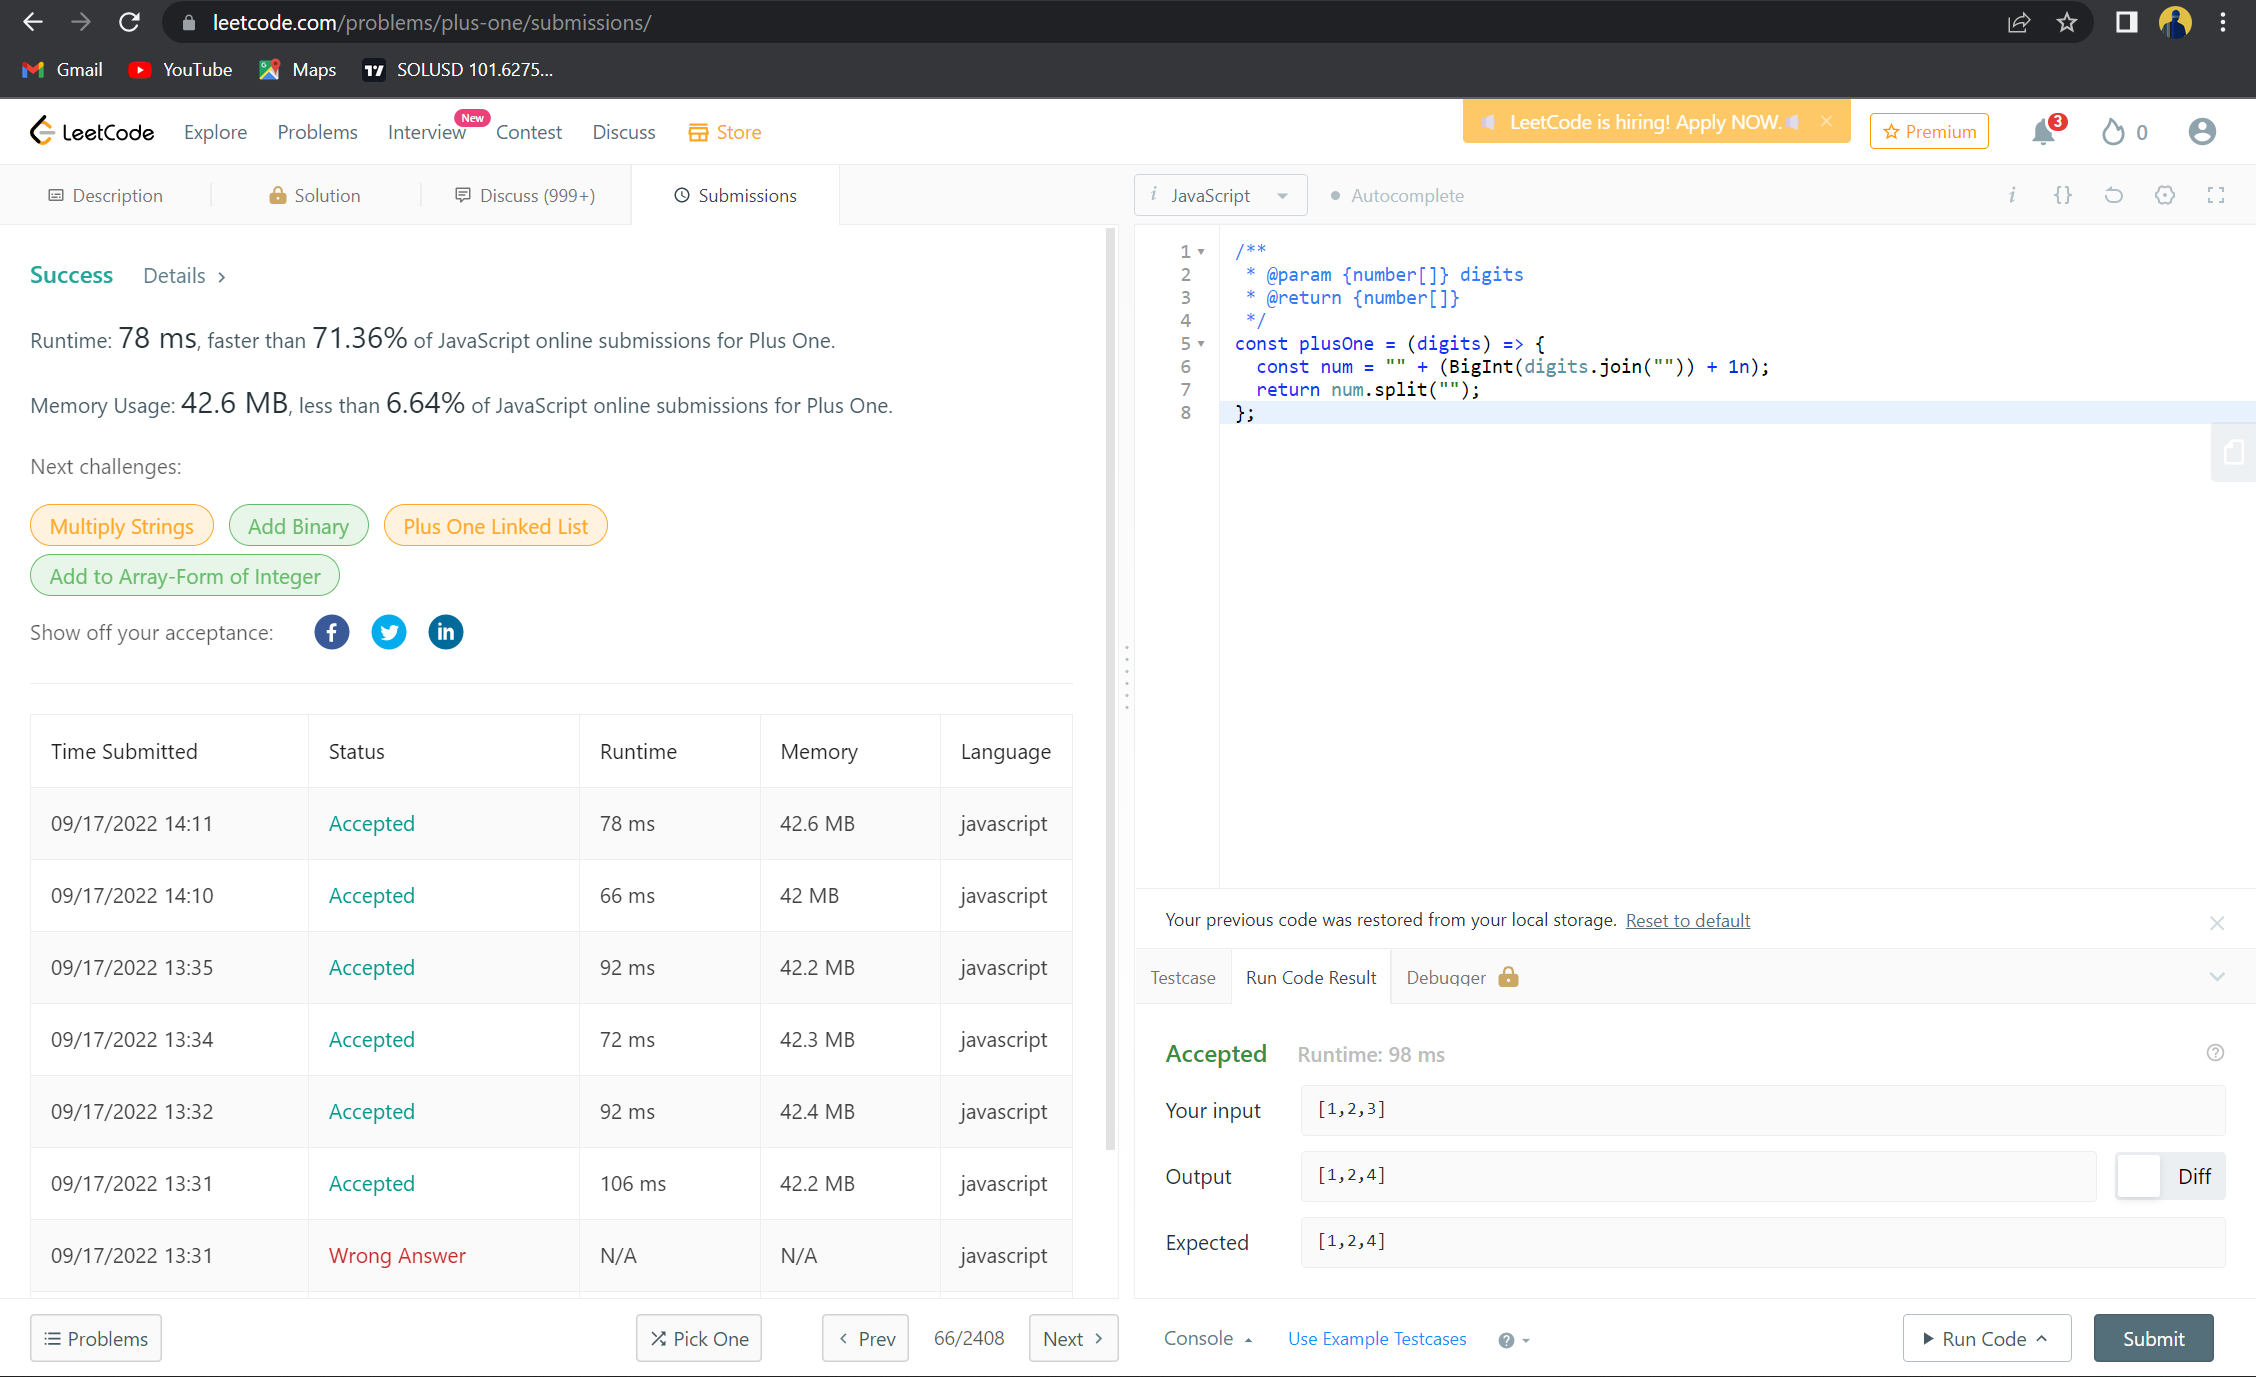 leetcode.com/problems/plus-one/submissions/
Gmail YouTube Maps SOLUSD 101.6275...
LeetCode Explore Problems Interview New Contest Discuss Store LeetCode is hiring! Apply NOW. Premium 3 0
Description Solution Discuss (999+) Submissions
Success Details
Runtime: 78 ms, faster than 71.36% of JavaScript online submissions for Plus One.
Memory Usage: 42.6 MB, less than 6.64% of JavaScript online submissions for Plus One.
Next challenges:
Multiply Strings Add Binary Plus One Linked List
Add to Array-Form of Integer
Show off your acceptance:
Time Submitted Status Runtime Memory Language
09/17/2022 14:11 Accepted 78 ms 42.6 MB javascript
09/17/2022 14:10 Accepted 66 ms 42 MB javascript
09/17/2022 13:35 Accepted 92 ms 42.2 MB javascript
09/17/2022 13:34 Accepted 72 ms 42.3 MB javascript
09/17/2022 13:32 Accepted 92 ms 42.4 MB javascript
09/17/2022 13:31 Accepted 106 ms 42.2 MB javascript
09/17/2022 13:31 Wrong Answer N/A N/A javascript
Problems Pick One Prev 66/2408 Next
i JavaScript Autocomplete i {}
1 /**
2  * @param {number[]} digits
3  * @return {number[]}
4  */
5 const plusOne = (digits) => {
6   const num = "" + (BigInt(digits.join("")) + 1n);
7   return num.split("");
8 };
Your previous code was restored from your local storage. Reset to default
Testcase Run Code Result Debugger
Accepted Runtime: 98 ms
Your input [1,2,3]
Output [1,2,4] Diff
Expected [1,2,4]
Console Use Example Testcases Run Code Submit